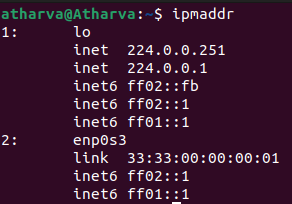 atharva@Atharva:~$ ipmaddr
1:      lo
        inet  224.0.0.251
        inet  224.0.0.1
        inet6 ff02::fb
        inet6 ff02::1
        inet6 ff01::1
2:      enp0s3
        link  33:33:00:00:00:01
        inet6 ff02::1
        inet6 ff01::1